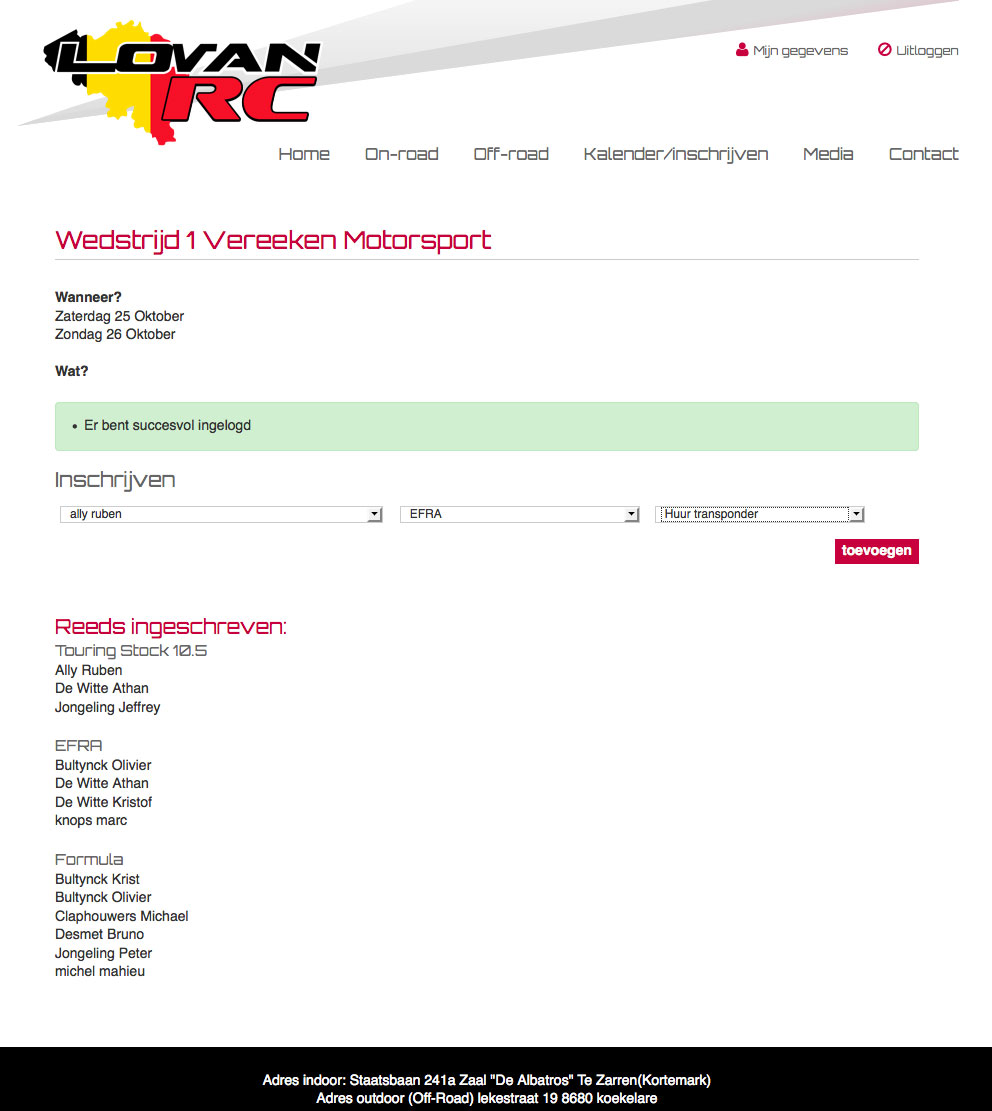 LOVAN
RC
Mijn gegevens
Uitloggen
Home
On-road
Off-road
Kalender/inschrijven
Media
Contact
Wedstrijd 1 Vereeken Motorsport
Wanneer?
Zaterdag 25 Oktober
Zondag 26 Oktober
Wat?
• Er bent succesvol ingelogd
Inschrijven
ally ruben
EFRA
Huur transponder
toevoegen
Reeds ingeschreven:
Touring Stock 10.5
Ally Ruben
De Witte Athan
Jongeling Jeffrey
EFRA
Bultynck Olivier
De Witte Athan
De Witte Kristof
knops marc
Formula
Bultynck Krist
Bultynck Olivier
Claphouwers Michael
Desmet Bruno
Jongeling Peter
michel mahieu
Adres indoor: Staatsbaan 241a Zaal "De Albatros" Te Zarren(Kortemark)
Adres outdoor (Off-Road) lekestraat 19 8680 koekelare